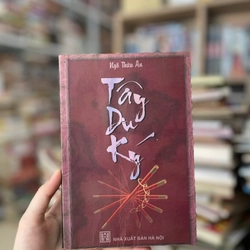 Ngô Thừa Ân
Tây
Du
Ký
NHÀ XUẤT BẢN HÀ NỘI